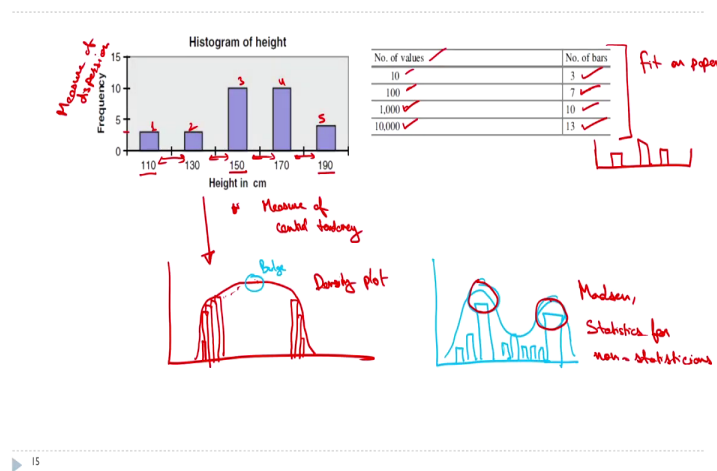 Histogram of height
Measure of
dispersion
Frequency
15
10
5
0
1
2
3
4
5
110
130
150
170
190
Height in cm
No. of values No. of bars
10 3
100 7
1,000 10
10,000 13
fit on paper
* Measure of
central tendency
Bulge
Density plot
Madsen,
Statistics for
non-statisticians
15